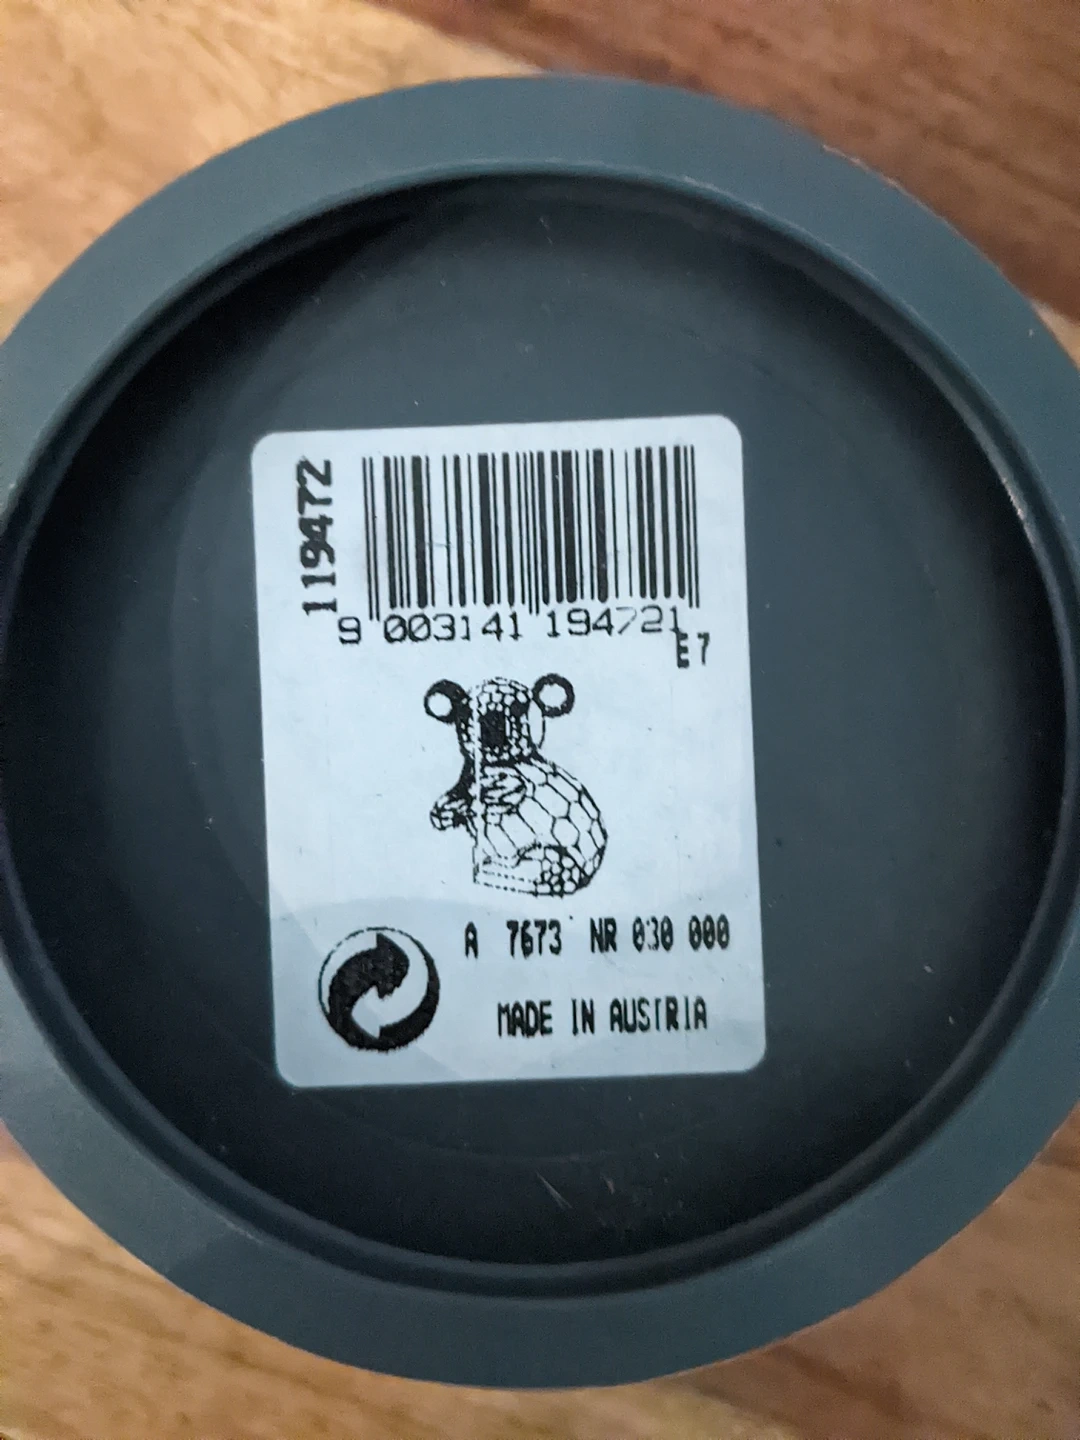 119472
9 003141 194721
E7
A 7673 NR 030 000
MADE IN AUSTRIA